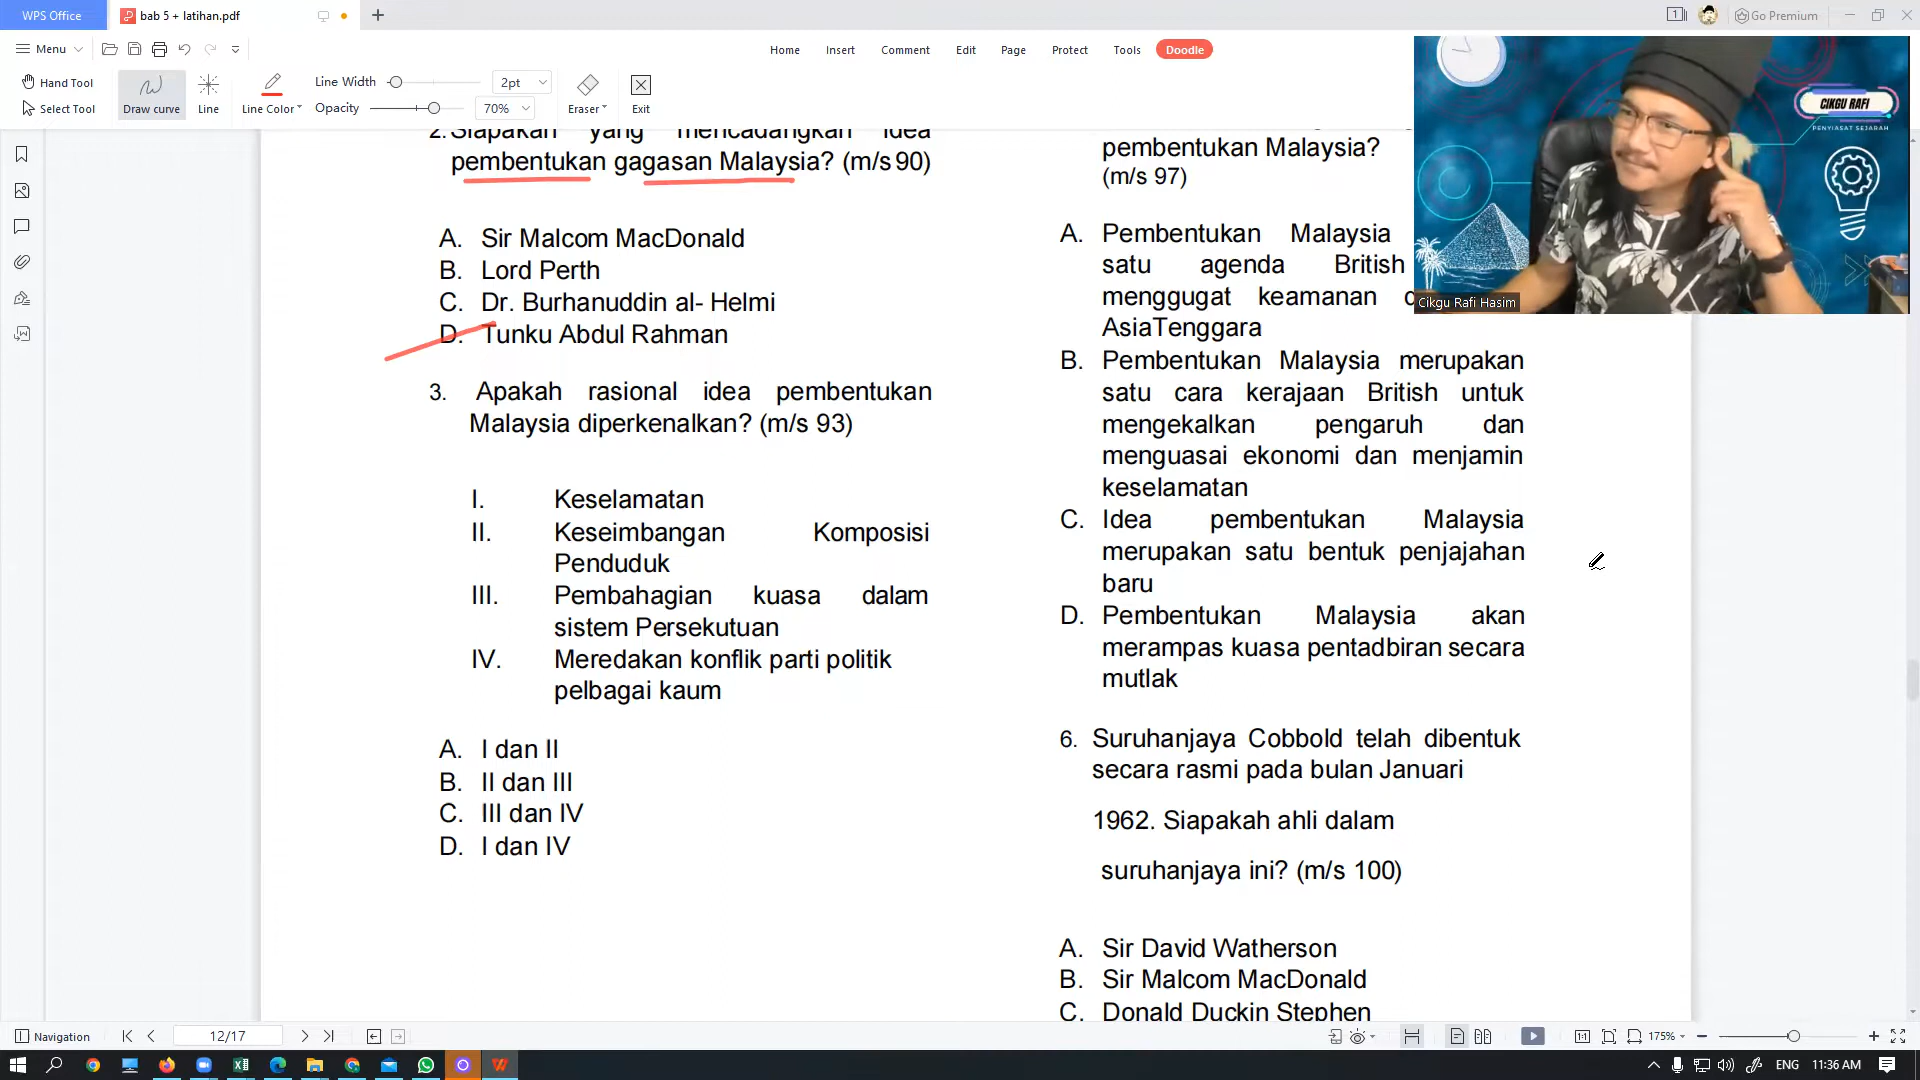 WPS Office
bab 5 + latihan.pdf
1
Go Premium
Menu
Home
Insert
Comment
Edit
Page
Protect
Tools
Doodle
Hand Tool
Select Tool
Draw curve
Line
Line Color
Line Width
2pt
Opacity
70%
Eraser
Exit
CIKGU RAFI
PENYIASAT SEJARAH
Cikgu Rafi Hasim
2. Siapakah yang mencadangkan idea
pembentukan gagasan Malaysia? (m/s 90)
A. Sir Malcom MacDonald
B. Lord Perth
C. Dr. Burhanuddin al- Helmi
D. Tunku Abdul Rahman
3. Apakah rasional idea pembentukan
Malaysia diperkenalkan? (m/s 93)
I. Keselamatan
II. Keseimbangan Komposisi
Penduduk
III. Pembahagian kuasa dalam
sistem Persekutuan
IV. Meredakan konflik parti politik
pelbagai kaum
A. I dan II
B. II dan III
C. III dan IV
D. I dan IV
pembentukan Malaysia?
(m/s 97)
A. Pembentukan Malaysia
satu agenda British
menggugat keamanan
AsiaTenggara
B. Pembentukan Malaysia merupakan
satu cara kerajaan British untuk
mengekalkan pengaruh dan
menguasai ekonomi dan menjamin
keselamatan
C. Idea pembentukan Malaysia
merupakan satu bentuk penjajahan
baru
D. Pembentukan Malaysia akan
merampas kuasa pentadbiran secara
mutlak
6. Suruhanjaya Cobbold telah dibentuk
secara rasmi pada bulan Januari
1962. Siapakah ahli dalam
suruhanjaya ini? (m/s 100)
A. Sir David Watherson
B. Sir Malcom MacDonald
C. Donald Duckin Stephen
Navigation
12/17
175%
ENG
11:36 AM